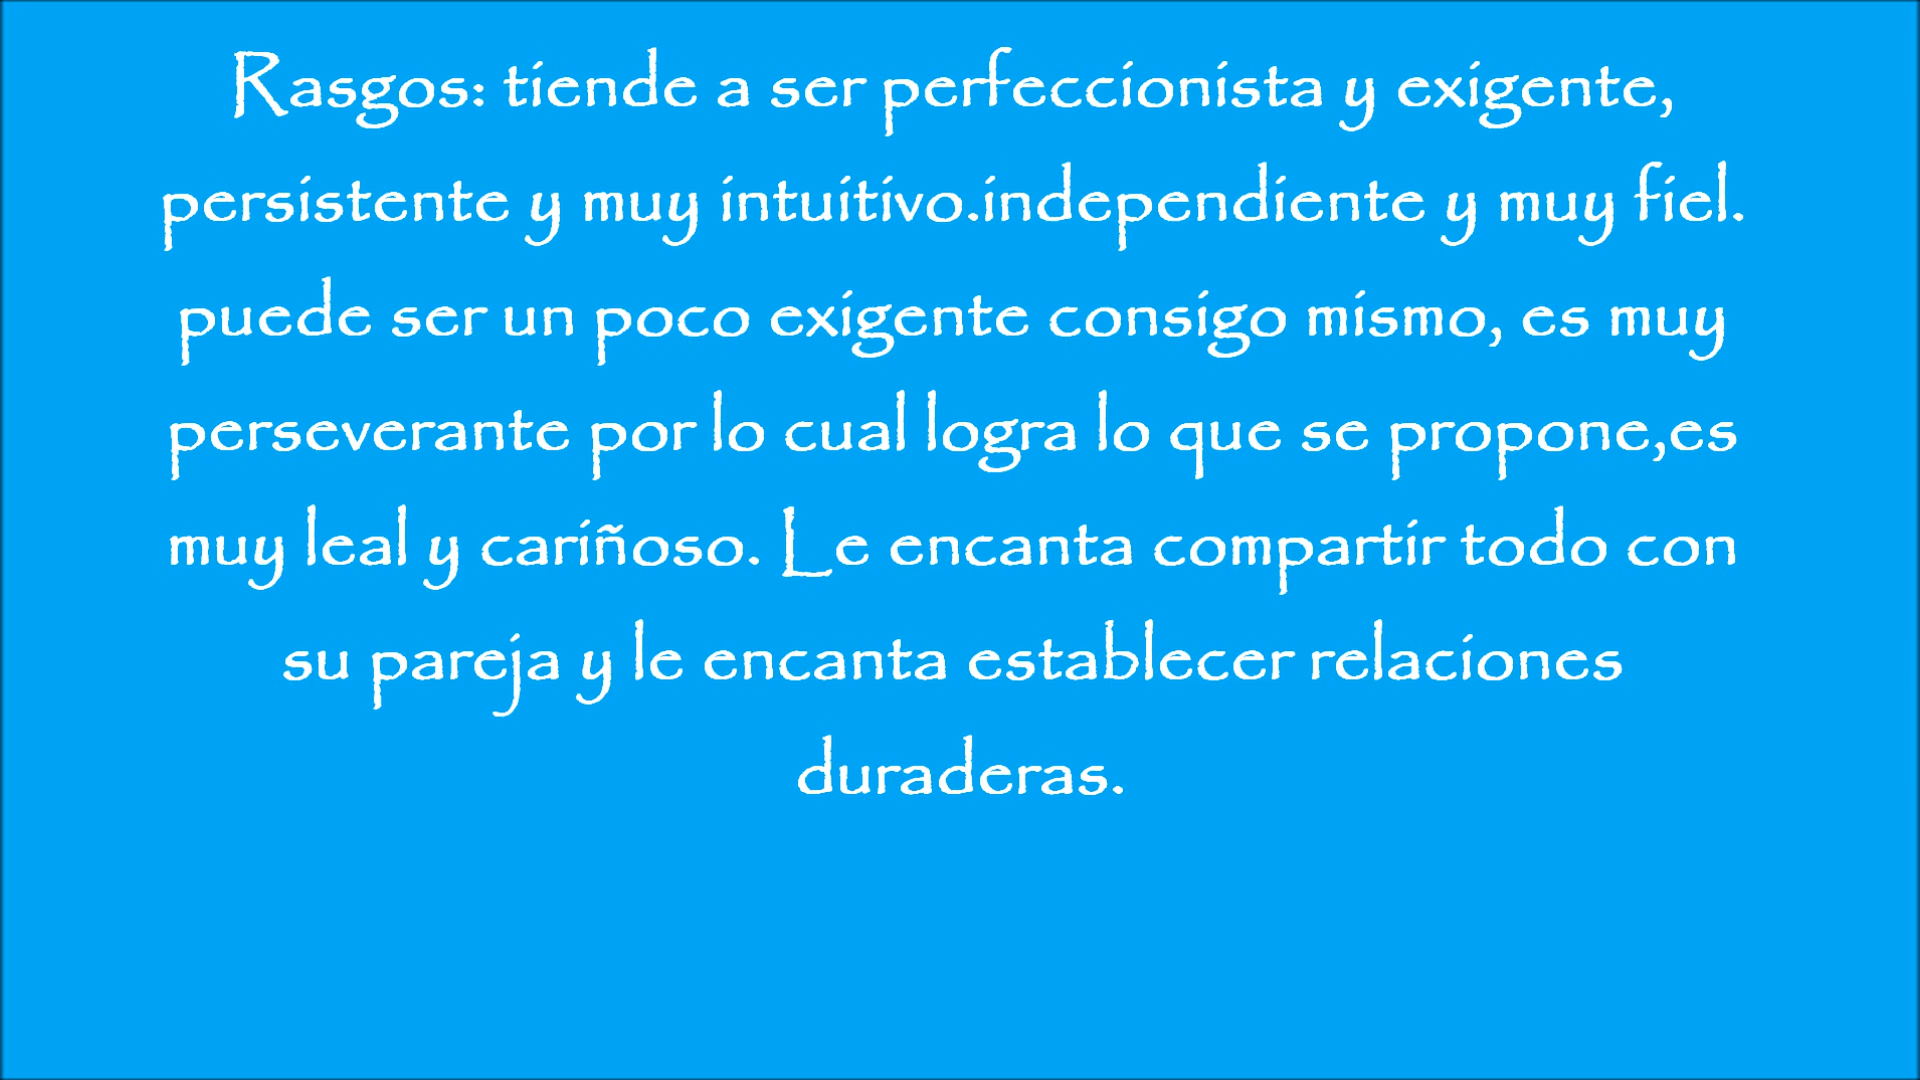 Rasgos: tiende a ser perfeccionista y exigente,
persistente y muy intuitivo.independiente y muy fiel.
puede ser un poco exigente consigo mismo, es muy
perseverante por lo cual logra lo que se propone,es
muy leal y cariñoso. Le encanta compartir todo con
su pareja y le encanta establecer relaciones
duraderas.